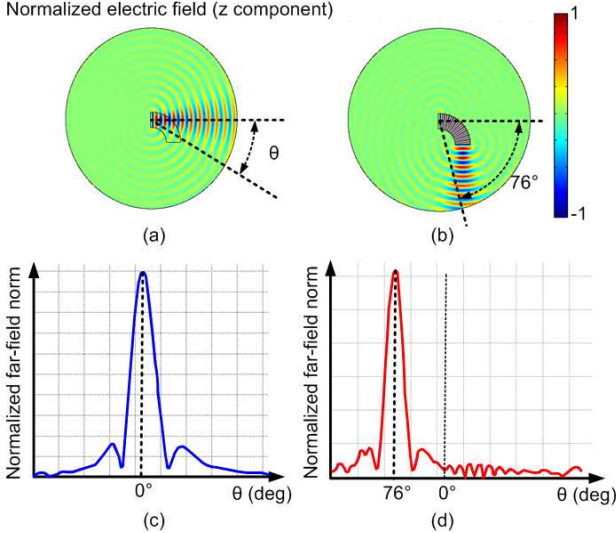 Normalized electric field (z component)
1
-1
θ
76°
(a)
(b)
Normalized far-field norm
0°
θ (deg)
(c)
Normalized far-field norm
76°
0°
θ (deg)
(d)